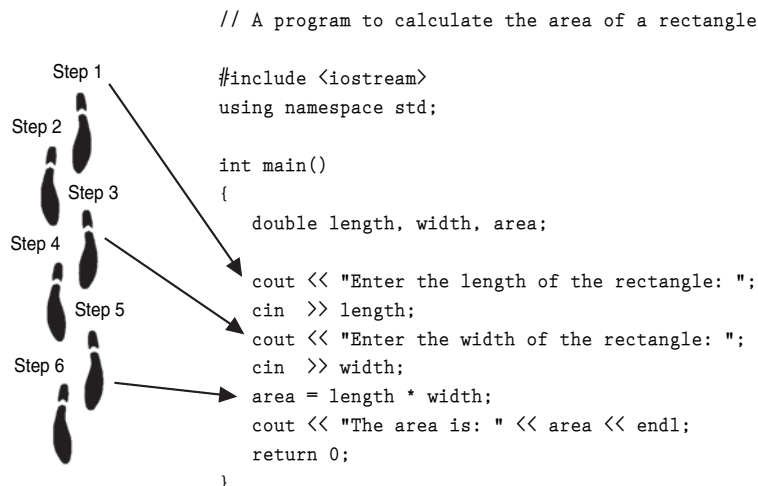 // A program to calculate the area of a rectangle
Step 1
#include <iostream>
using namespace std;
Step 2
int main()
{
Step 3
double length, width, area;
Step 4
cout << "Enter the length of the rectangle: ";
cin >> length;
Step 5
cout << "Enter the width of the rectangle: ";
cin >> width;
Step 6
area = length * width;
cout << "The area is: " << area << endl;
return 0;
}